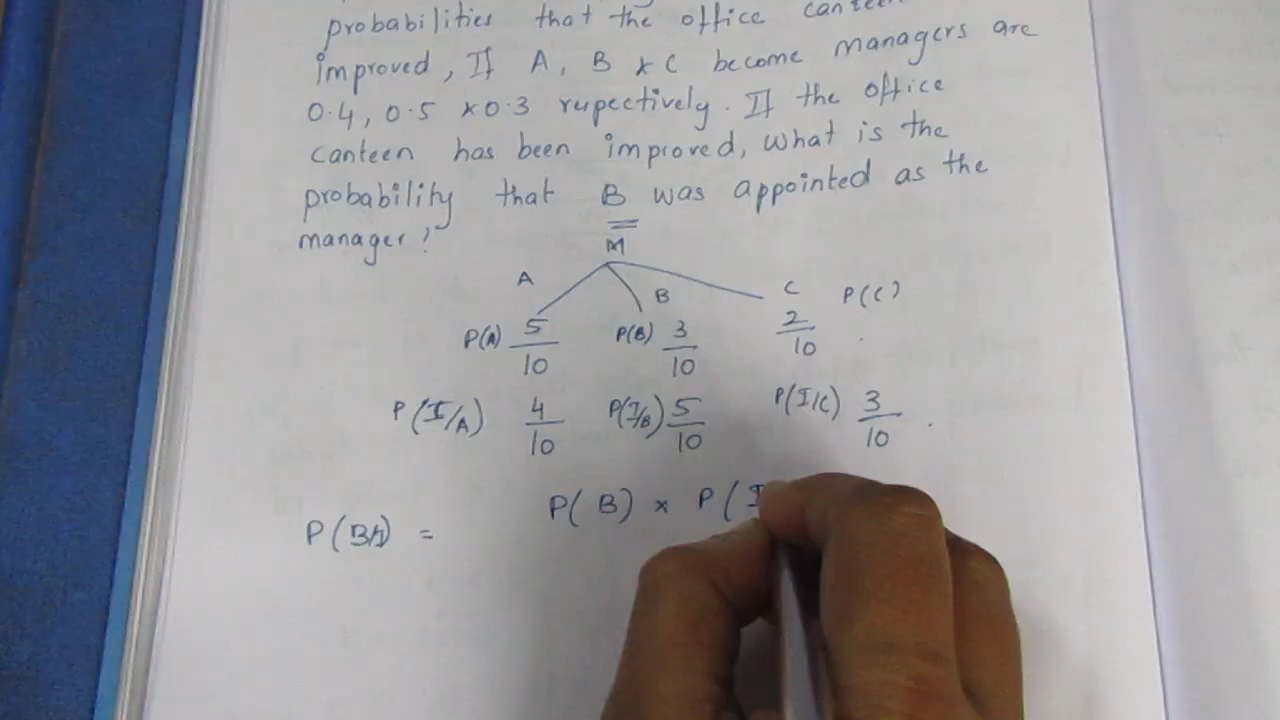 probabilities that the office canteen
improved, If A, B & C become managers are
0.4, 0.5 & 0.3 rupectively. If the office
canteen has been improved, what is the
probability that B was appointed as the
manager?
M
A B C P(C)
P(A) 5/10 P(B) 3/10 2/10
P(I/A) 4/10 P(I/B) 5/10 P(I/C) 3/10
P(B/I) = P(B) × P(I